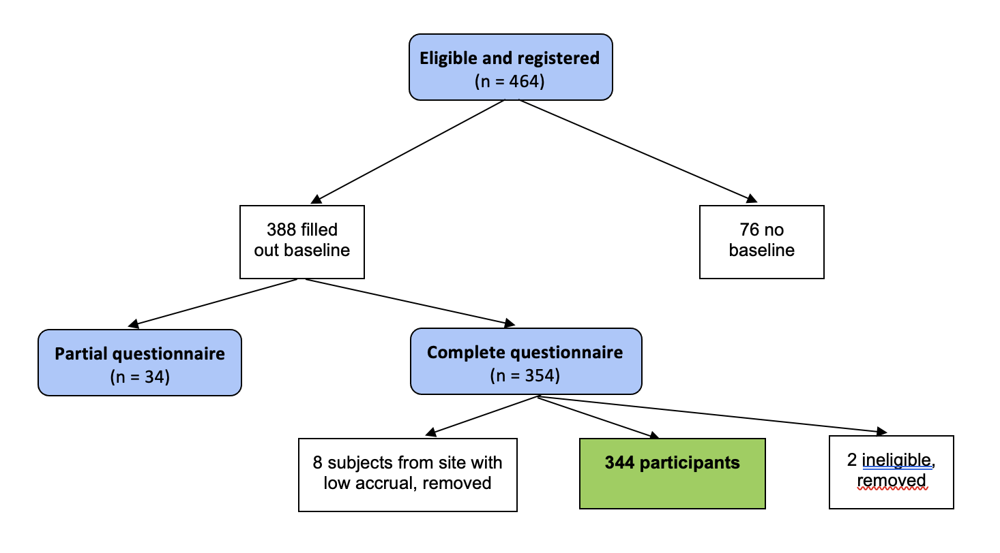 Eligible and registered
(n = 464)
388 filled
out baseline
76 no
baseline
Partial questionnaire
(n = 34)
Complete questionnaire
(n = 354)
8 subjects from site with
low accrual, removed
344 participants
2 ineligible,
removed